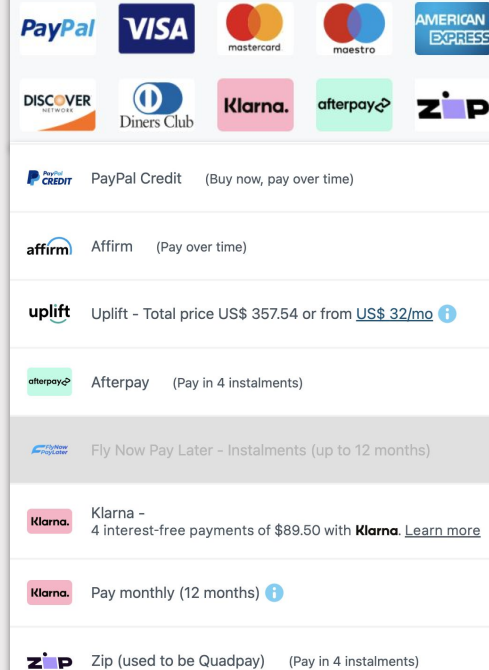 PayPal VISA mastercard maestro AMERICAN EXPRESS
DISCOVER NETWORK Diners Club Klarna. afterpay ZIP
PayPal CREDIT PayPal Credit (Buy now, pay over time)
affirm Affirm (Pay over time)
uplift Uplift - Total price US$ 357.54 or from US$ 32/mo i
afterpay Afterpay (Pay in 4 instalments)
FlyNow PayLater Fly Now Pay Later - Instalments (up to 12 months)
Klarna. Klarna -
4 interest-free payments of $89.50 with Klarna. Learn more
Klarna. Pay monthly (12 months) i
ZIP Zip (used to be Quadpay) (Pay in 4 instalments)